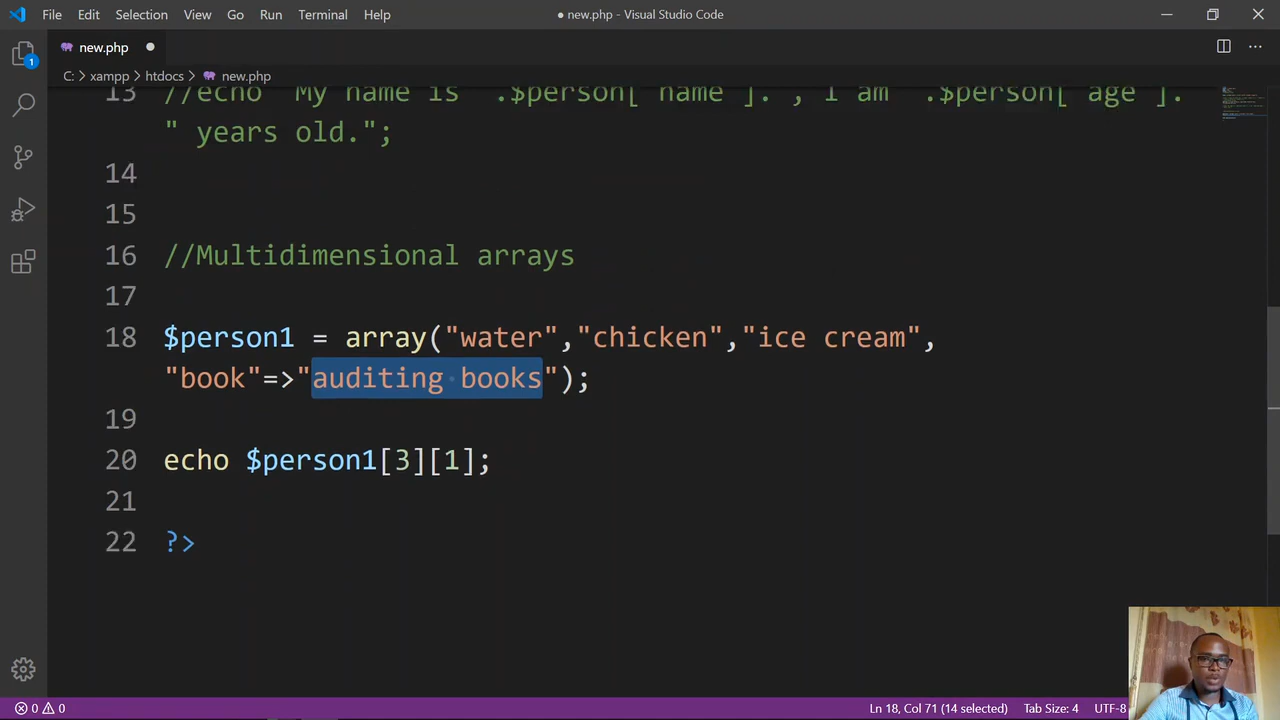 File Edit Selection View Go Run Terminal Help
● new.php - Visual Studio Code
new.php
C: > xampp > htdocs > new.php
1
13 //echo "My name is ".$person["name"].", I am ".$person["age"].
" years old.";
14
15
16 //Multidimensional arrays
17
18 $person1 = array("water","chicken","ice cream",
"book"=>"auditing books");
19
20 echo $person1[3][1];
21
22 ?>
0 0
Ln 18, Col 71 (14 selected) Tab Size: 4 UTF-8